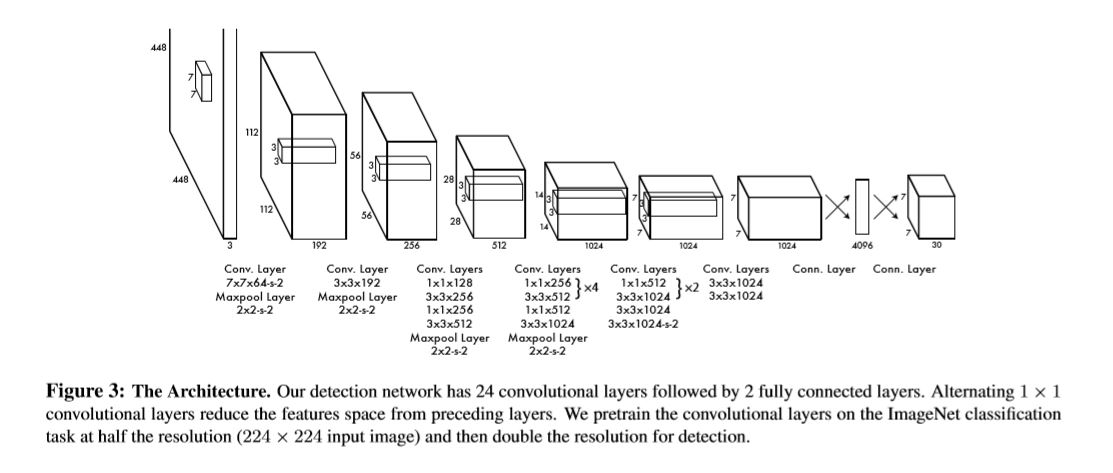 448
7
7
448
3
112
3
3
112
192
56
3
3
56
256
28
3
3
28
512
14
3
3
14
1024
7
3
3
7
1024
7
7
1024
4096
7
7
30
Conv. Layer
7x7x64-s-2
Maxpool Layer
2x2-s-2
Conv. Layer
3x3x192
Maxpool Layer
2x2-s-2
Conv. Layers
1x1x128
3x3x256
1x1x256
3x3x512
Maxpool Layer
2x2-s-2
Conv. Layers
1x1x256 }×4
3x3x512
1x1x512
3x3x1024
Maxpool Layer
2x2-s-2
Conv. Layers
1x1x512 }×2
3x3x1024
3x3x1024
3x3x1024-s-2
Conv. Layers
3x3x1024
3x3x1024
Conn. Layer
Conn. Layer
Figure 3: The Architecture. Our detection network has 24 convolutional layers followed by 2 fully connected layers. Alternating 1 × 1
convolutional layers reduce the features space from preceding layers. We pretrain the convolutional layers on the ImageNet classification
task at half the resolution (224 × 224 input image) and then double the resolution for detection.